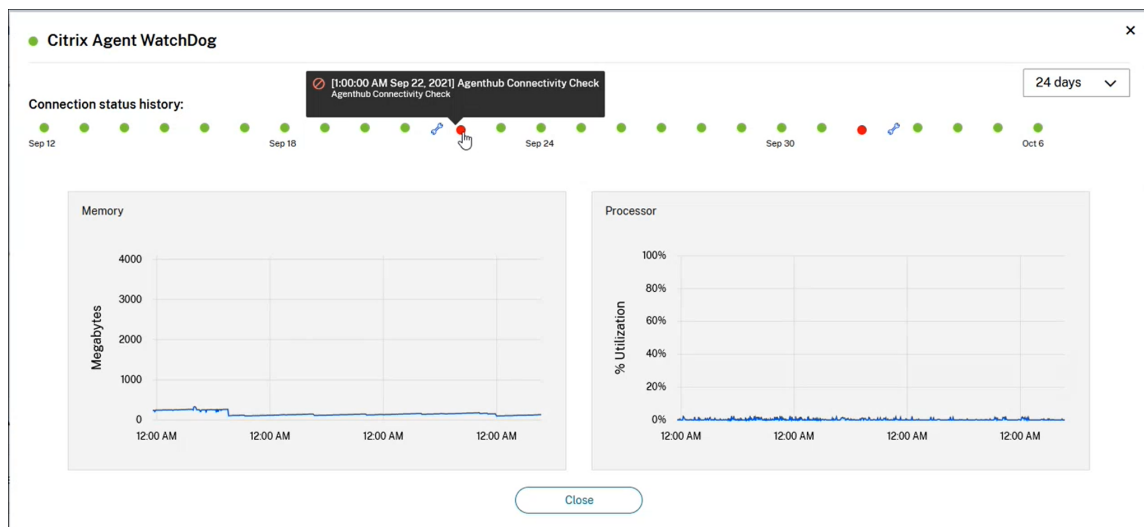 Citrix Agent WatchDog
[1:00:00 AM Sep 22, 2021] Agenthub Connectivity Check
Agenthub Connectivity Check
24 days
Connection status history:
Sep 12
Sep 18
Sep 24
Sep 30
Oct 6
Memory
4000
3000
2000
1000
0
Megabytes
12:00 AM
12:00 AM
12:00 AM
12:00 AM
Processor
100%
80%
60%
40%
20%
0%
% Utilization
12:00 AM
12:00 AM
12:00 AM
12:00 AM
Close